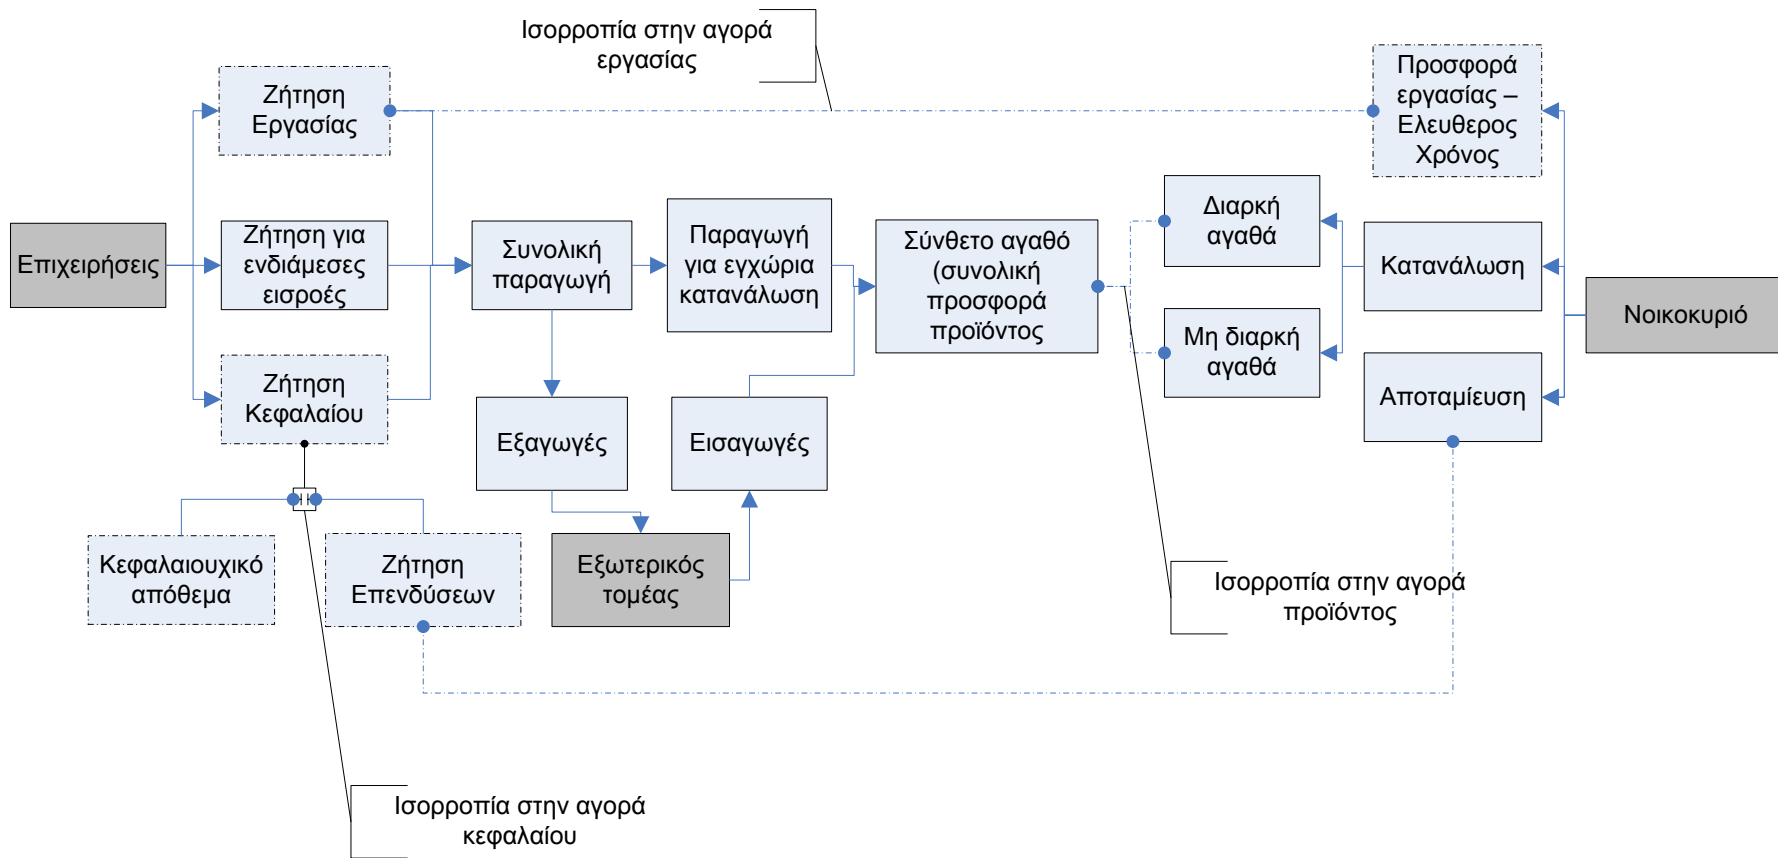 Ισορροπία στην αγορά
εργασίας
Ζήτηση
Εργασίας
Προσφορά
εργασίας –
Ελευθερος
Χρόνος
Επιχειρήσεις
Ζήτηση για
ενδιάμεσες
εισροές
Συνολική
παραγωγή
Παραγωγή
για εγχώρια
κατανάλωση
Σύνθετο αγαθό
(συνολική
προσφορά
προϊόντος
Διαρκή
αγαθά
Κατανάλωση
Νοικοκυριό
Μη διαρκή
αγαθά
Ζήτηση
Κεφαλαίου
Αποταμίευση
Εξαγωγές
Εισαγωγές
Κεφαλαιουχικό
απόθεμα
Ζήτηση
Επενδύσεων
Εξωτερικός
τομέας
Ισορροπία στην αγορά
προϊόντος
Ισορροπία στην αγορά
κεφαλαίου